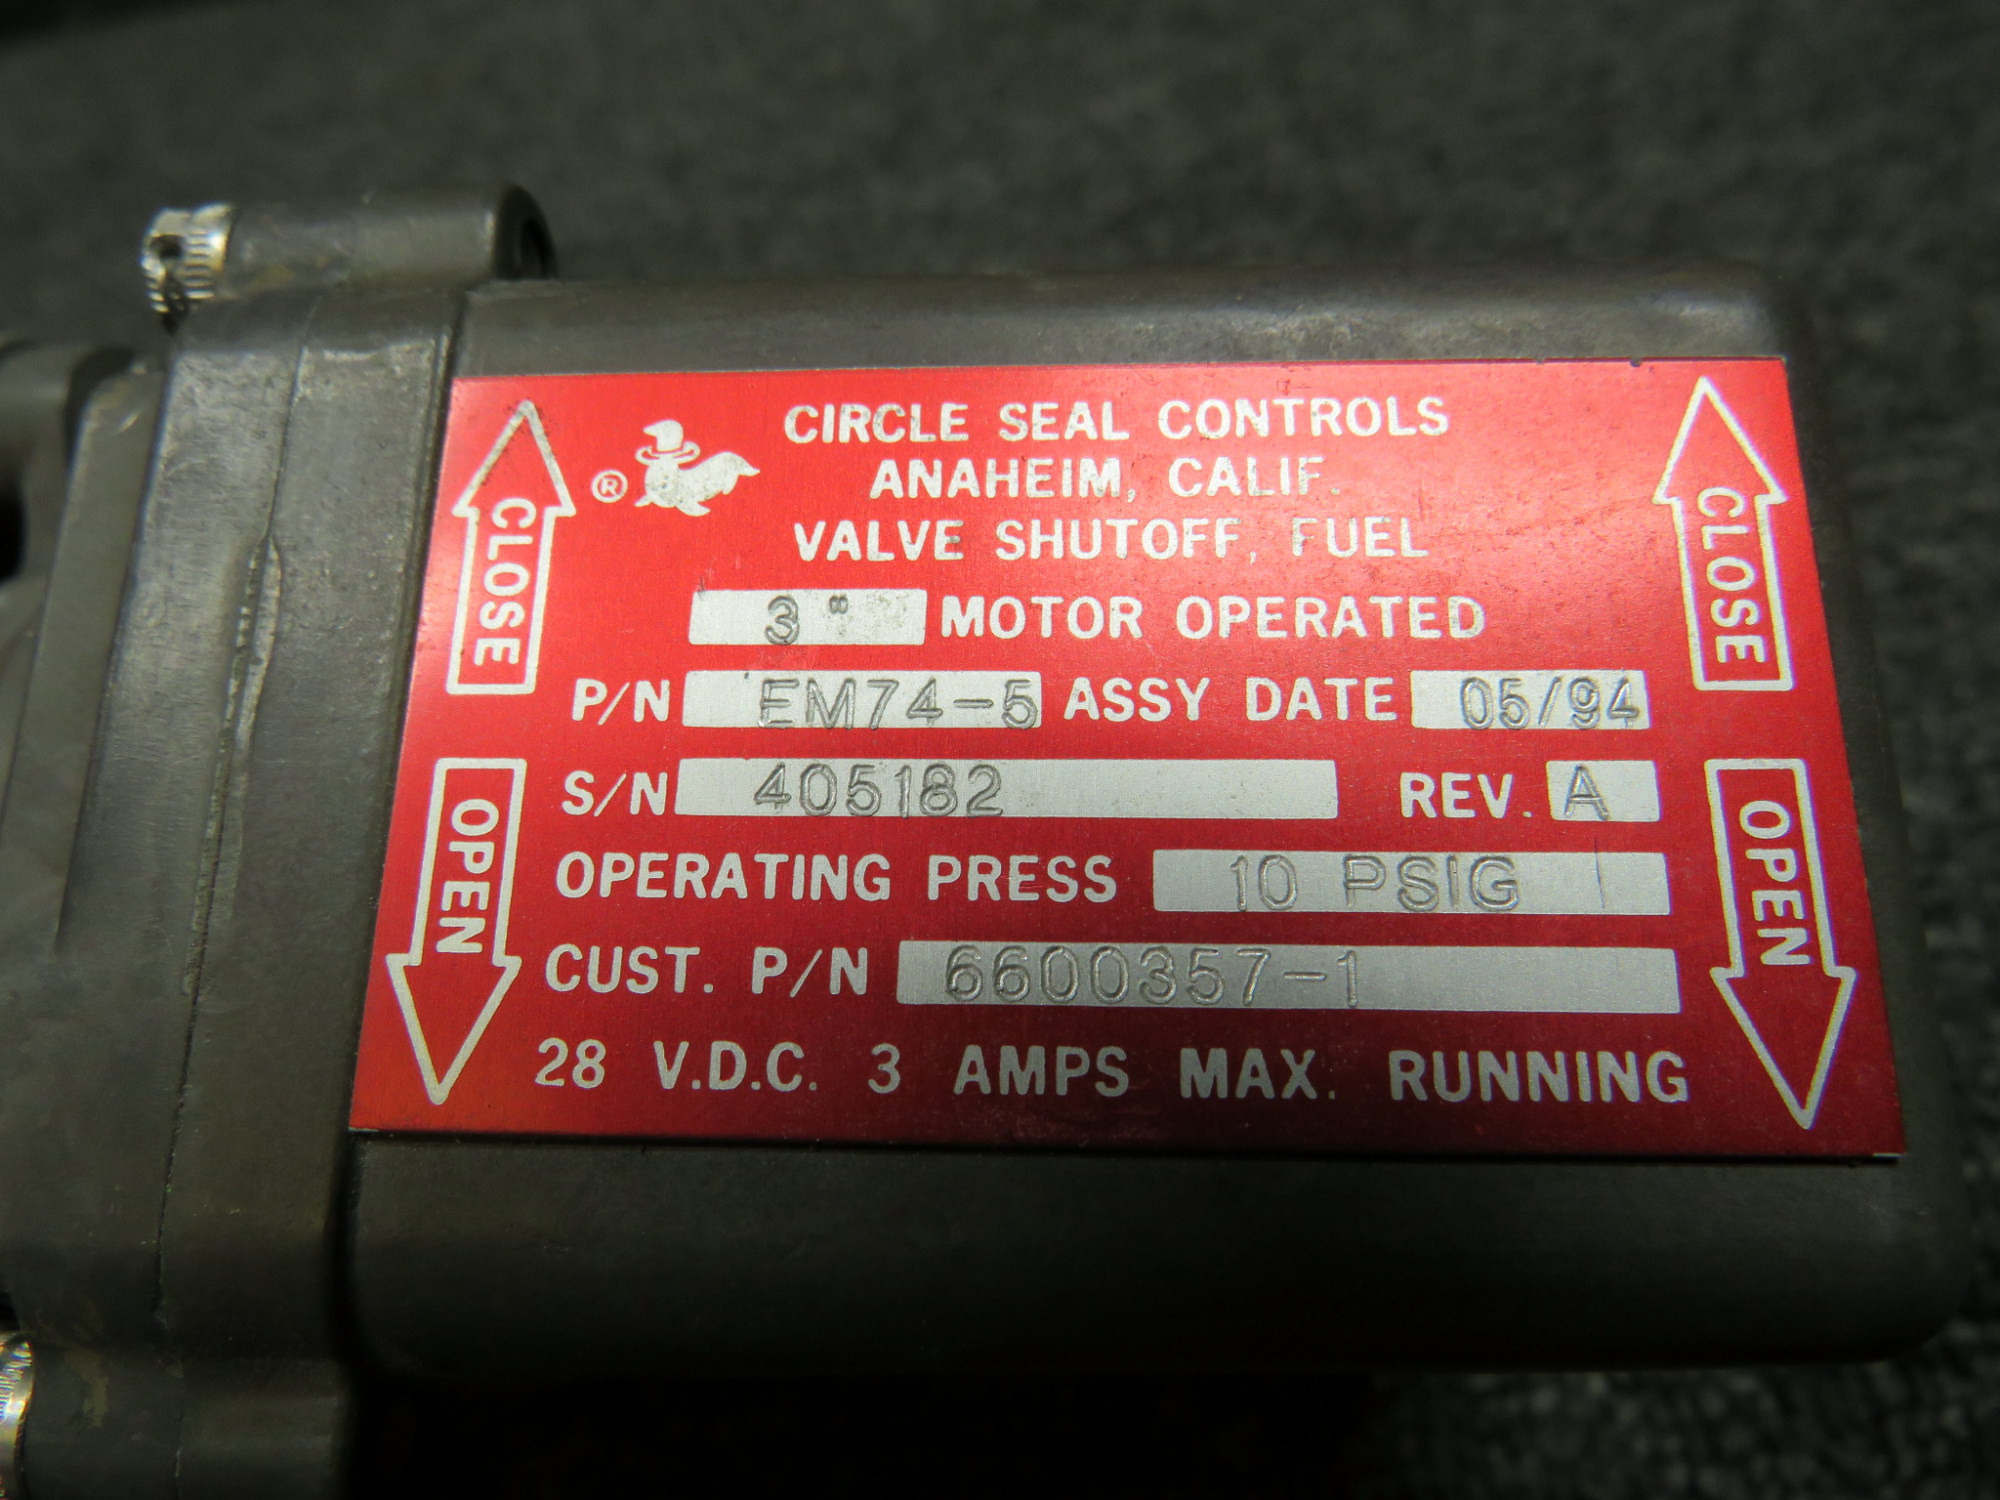 CIRCLE SEAL CONTROLS
ANAHEIM, CALIF.
VALVE SHUTOFF, FUEL
3" MOTOR OPERATED
P/N EM74-5 ASSY DATE 05/94
S/N 405182 REV. A
OPERATING PRESS 10 PSIG
CUST. P/N 6600357-1
28 V.D.C. 3 AMPS MAX. RUNNING
CLOSE
OPEN
CLOSE
OPEN
®